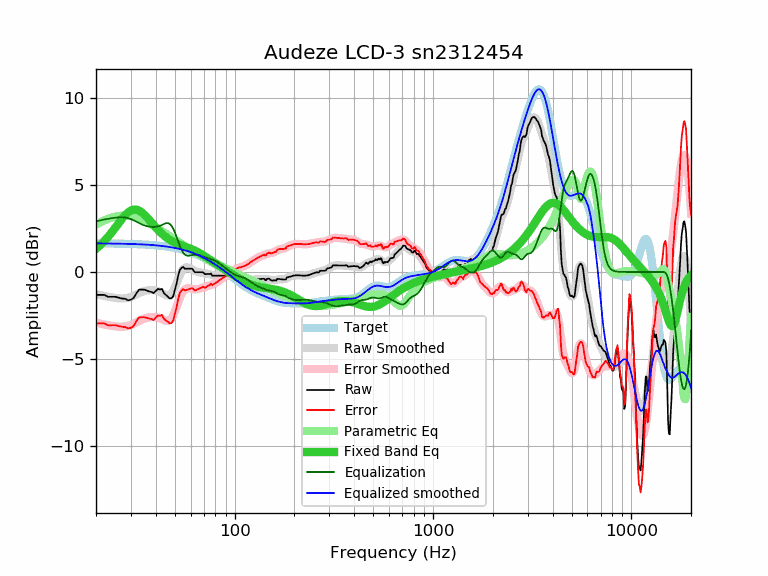 Audeze LCD-3 sn2312454
Amplitude (dBr)
10
5
0
−5
−10
Target
Raw Smoothed
Error Smoothed
Raw
Error
Parametric Eq
Fixed Band Eq
Equalization
Equalized smoothed
100
1000
10000
Frequency (Hz)